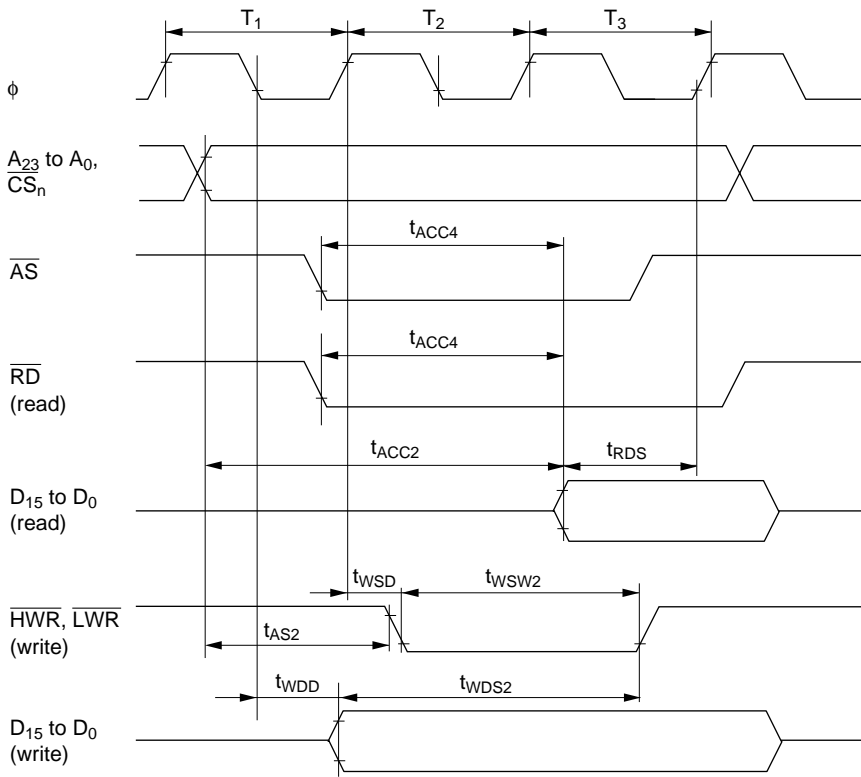 T1 T2 T3
ϕ
A23 to A0,
CSn
tACC4
AS
tACC4
RD
(read)
tACC2 tRDS
D15 to D0
(read)
tWSD tWSW2
HWR, LWR
(write)
tAS2
tWDD tWDS2
D15 to D0
(write)